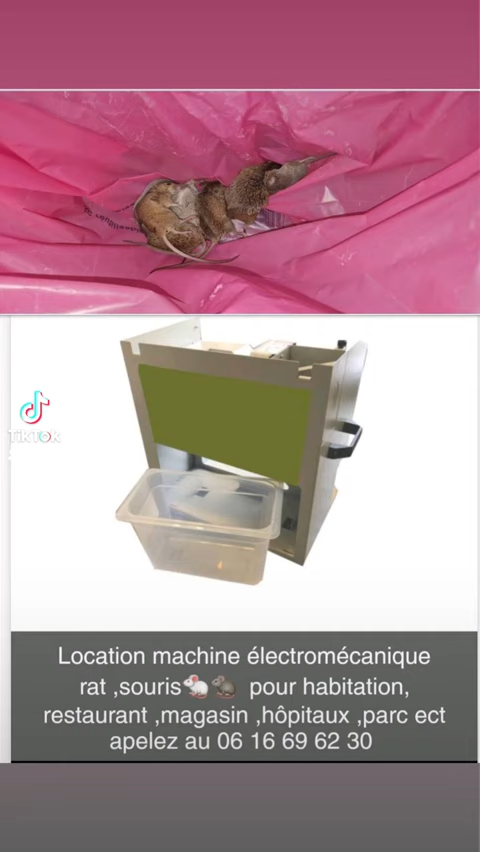 TikTok
Location machine électromécanique
rat ,souris🐁🐀 pour habitation,
restaurant ,magasin ,hôpitaux ,parc ect
apelez au 06 16 69 62 30